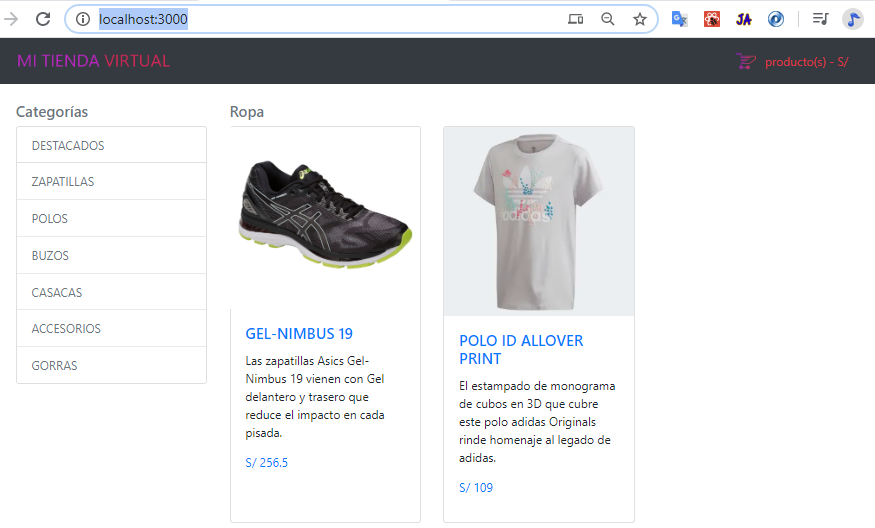 localhost:3000
JA
MI TIENDA VIRTUAL
producto(s) - S/
Categorías
DESTACADOS
ZAPATILLAS
POLOS
BUZOS
CASACAS
ACCESORIOS
GORRAS
Ropa
GEL-NIMBUS 19
Las zapatillas Asics Gel-
Nimbus 19 vienen con Gel
delantero y trasero que
reduce el impacto en cada
pisada.
S/ 256.5
adidas
POLO ID ALLOVER
PRINT
El estampado de monograma
de cubos en 3D que cubre
este polo adidas Originals
rinde homenaje al legado de
adidas.
S/ 109